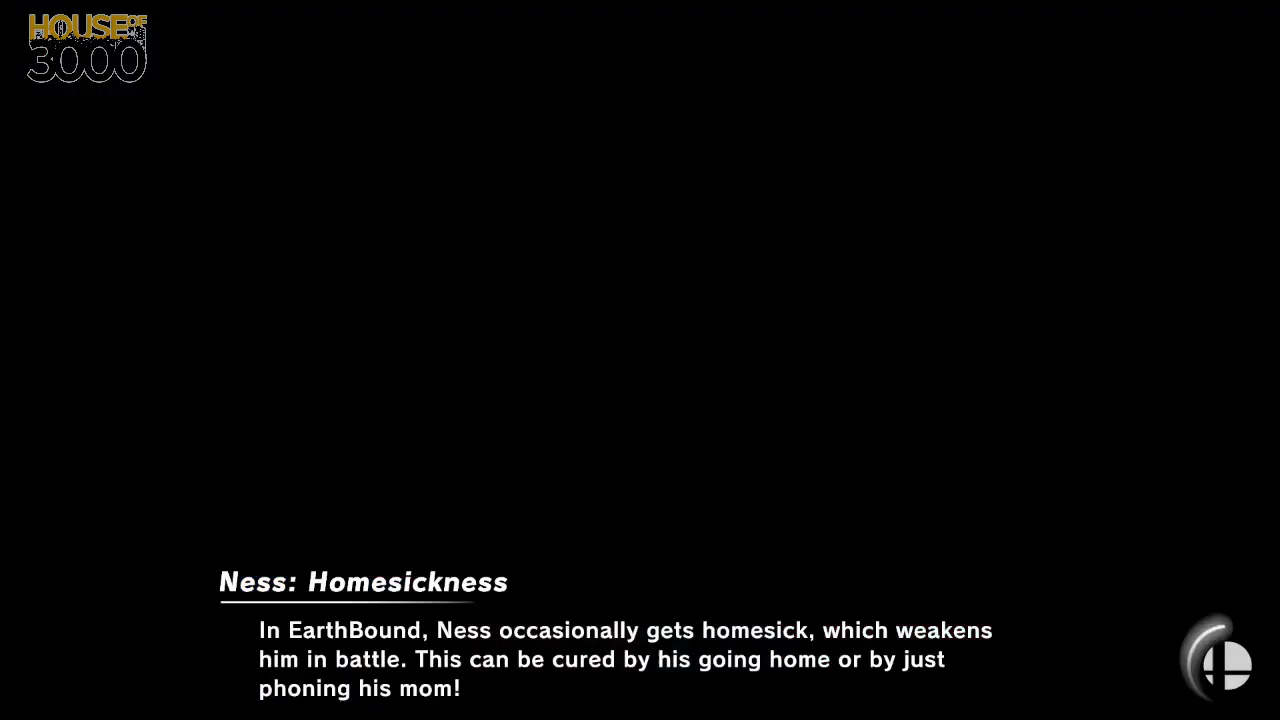 HOUSE OF
3000
Ness: Homesickness
In EarthBound, Ness occasionally gets homesick, which weakens
him in battle. This can be cured by his going home or by just
phoning his mom!